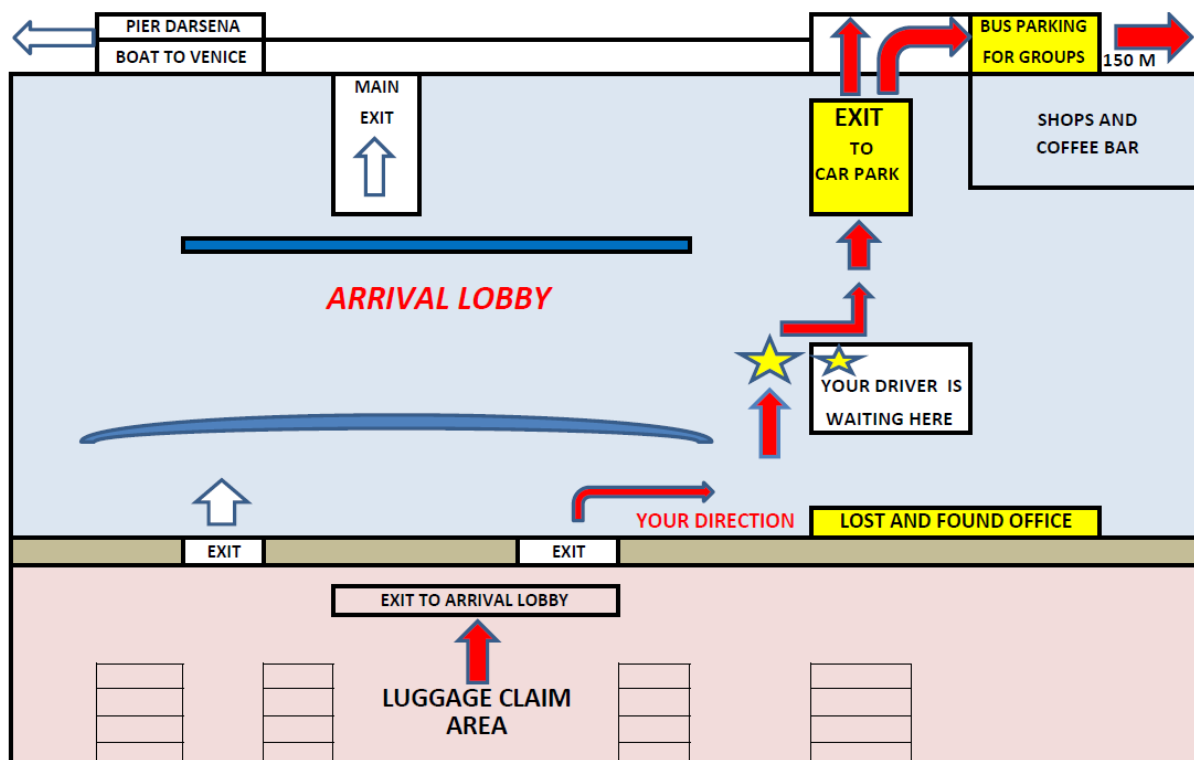 PIER DARSENA
BOAT TO VENICE
BUS PARKING
FOR GROUPS
150 M
MAIN
EXIT
EXIT
TO
CAR PARK
SHOPS AND
COFFEE BAR
ARRIVAL LOBBY
YOUR DRIVER IS
WAITING HERE
YOUR DIRECTION
LOST AND FOUND OFFICE
EXIT
EXIT
EXIT TO ARRIVAL LOBBY
LUGGAGE CLAIM
AREA